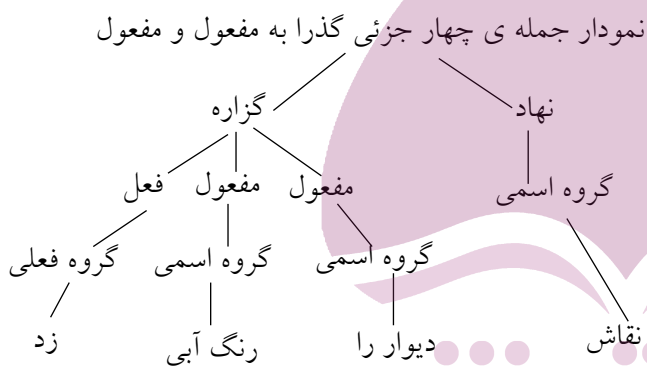 نمودار جمله ی چهار جزئی گذرا به مفعول و مفعول
نهاد گزاره
گروه اسمی مفعول مفعول فعل
گروه اسمی گروه اسمی گروه فعلی
نقاش دیوار را رنگ آبی زد